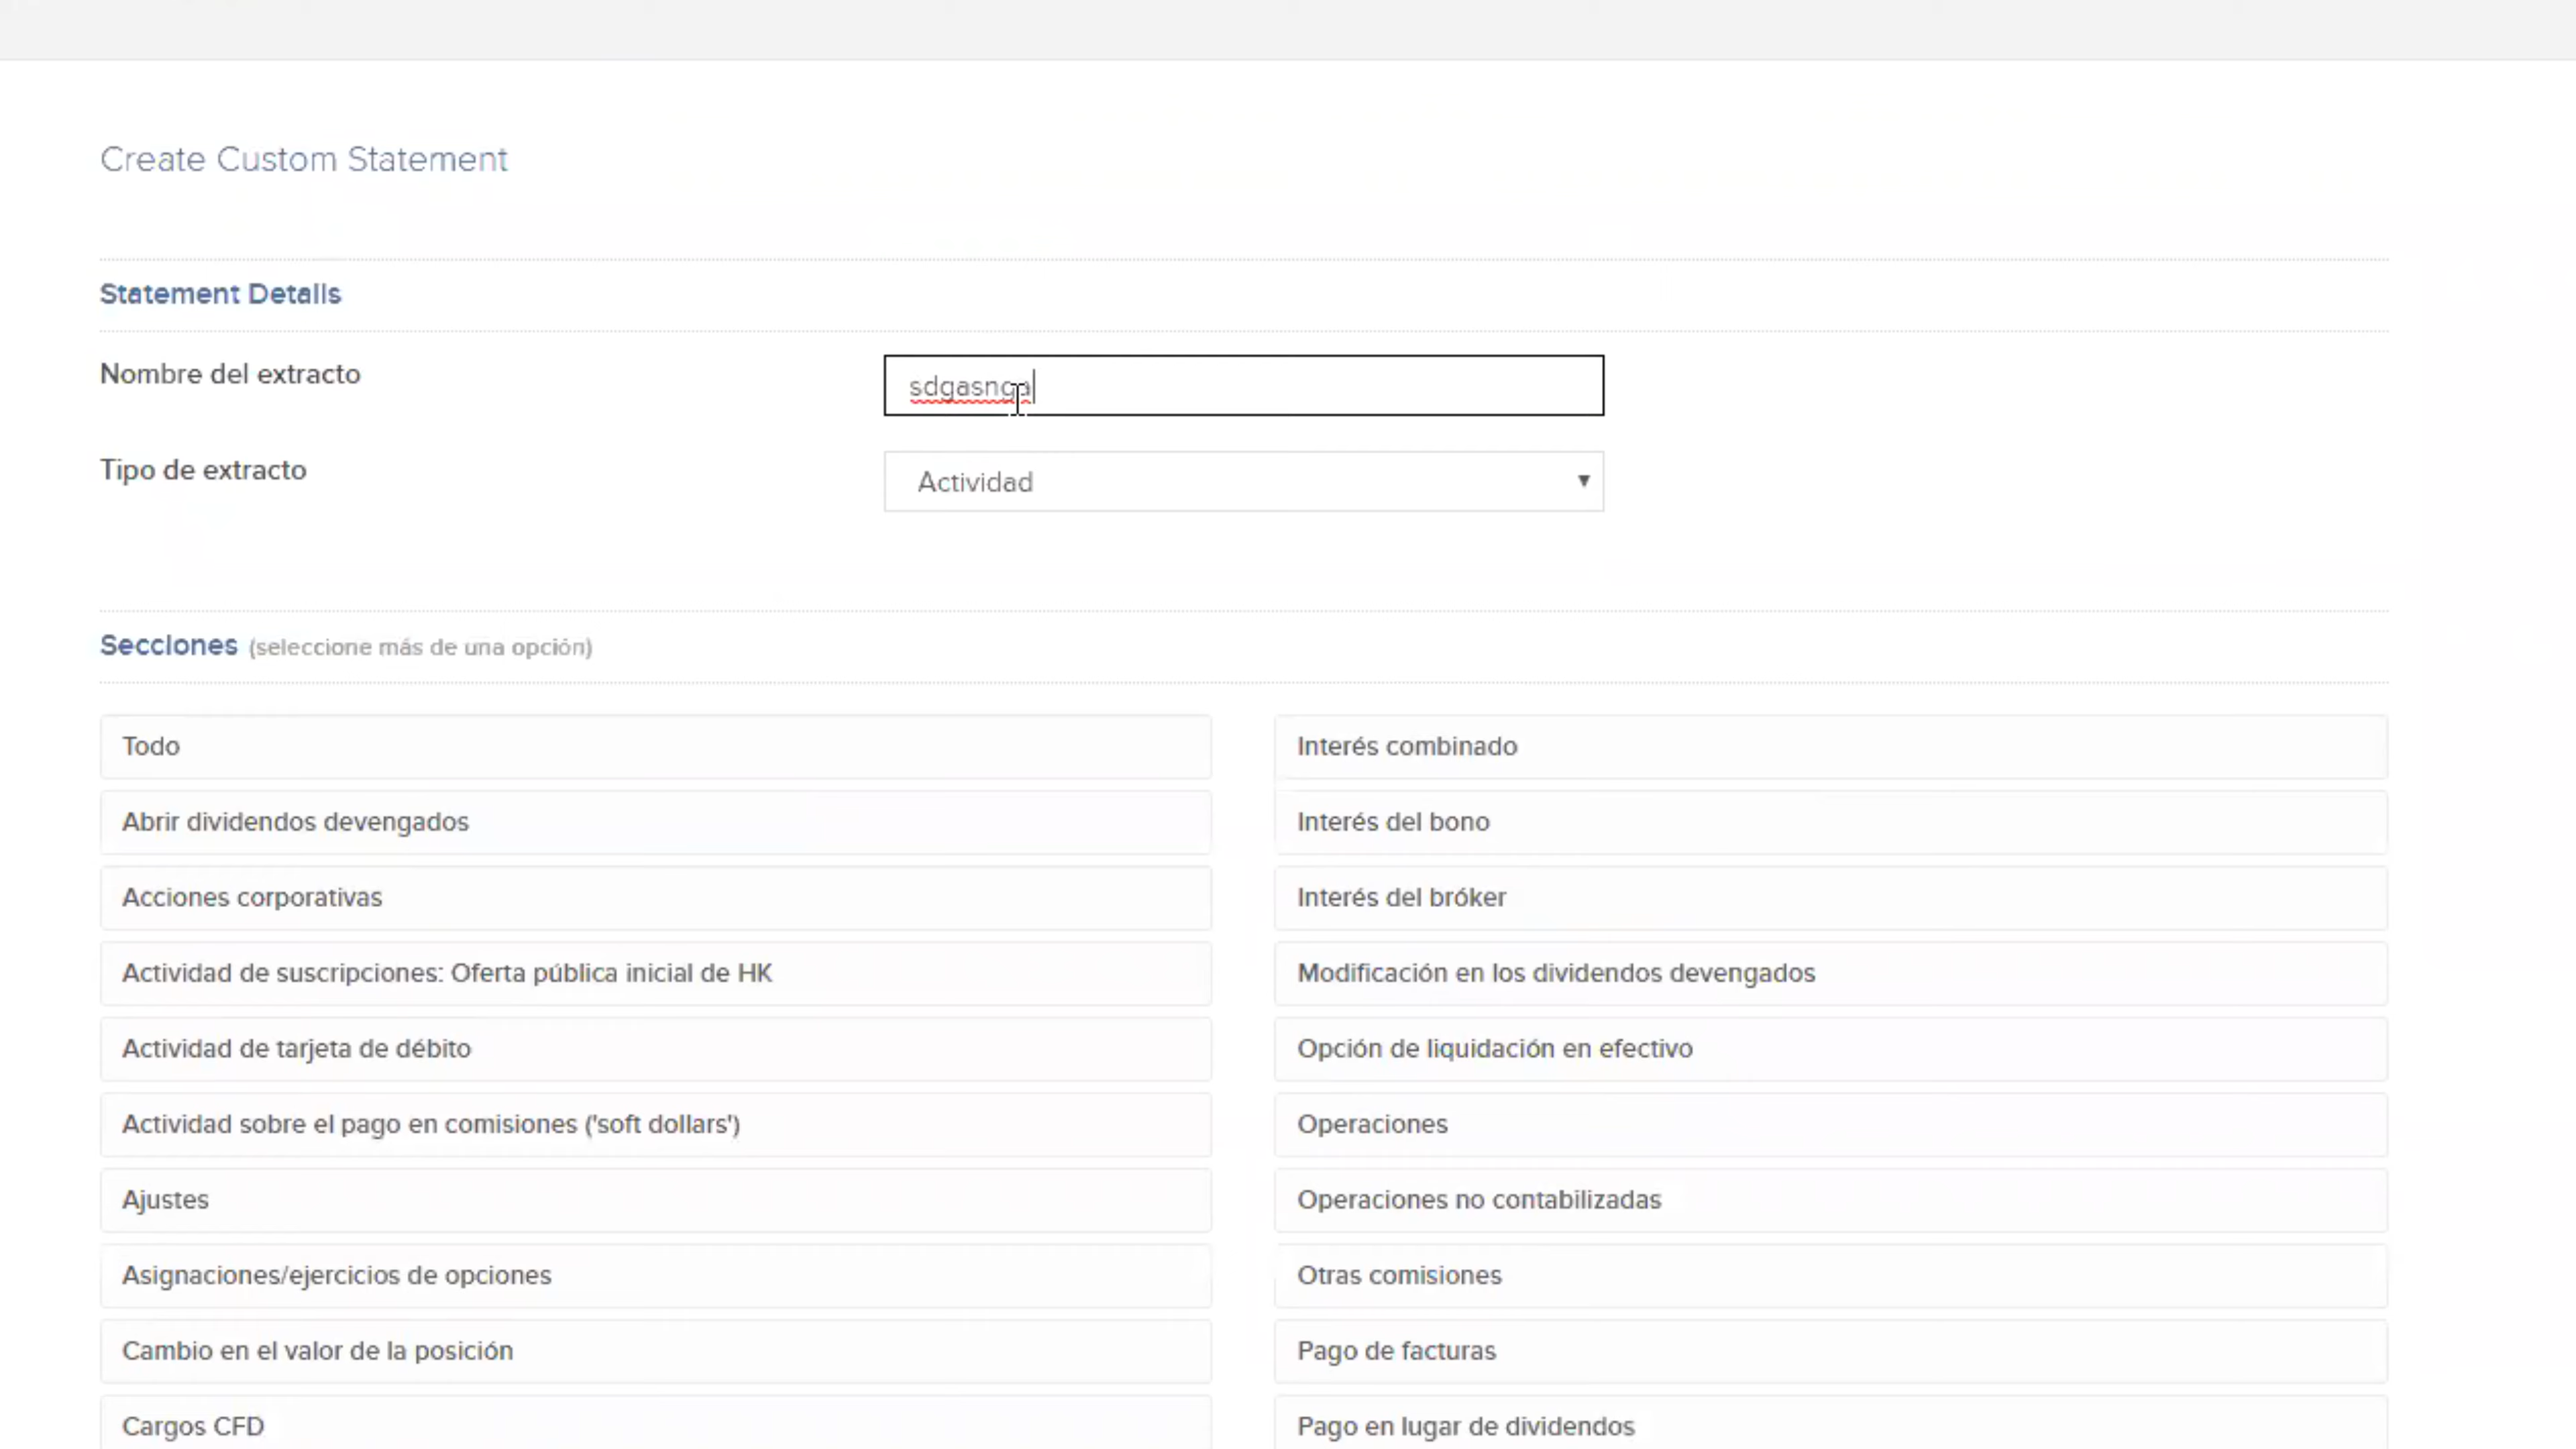 Create Custom Statement
Statement Details
Nombre del extracto
sdgasnga
Tipo de extracto
Actividad
Secciones (seleccione más de una opción)
Todo
Interés combinado
Abrir dividendos devengados
Interés del bono
Acciones corporativas
Interés del bróker
Actividad de suscripciones: Oferta pública inicial de HK
Modificación en los dividendos devengados
Actividad de tarjeta de débito
Opción de liquidación en efectivo
Actividad sobre el pago en comisiones ('soft dollars')
Operaciones
Ajustes
Operaciones no contabilizadas
Asignaciones/ejercicios de opciones
Otras comisiones
Cambio en el valor de la posición
Pago de facturas
Cargos CFD
Pago en lugar de dividendos